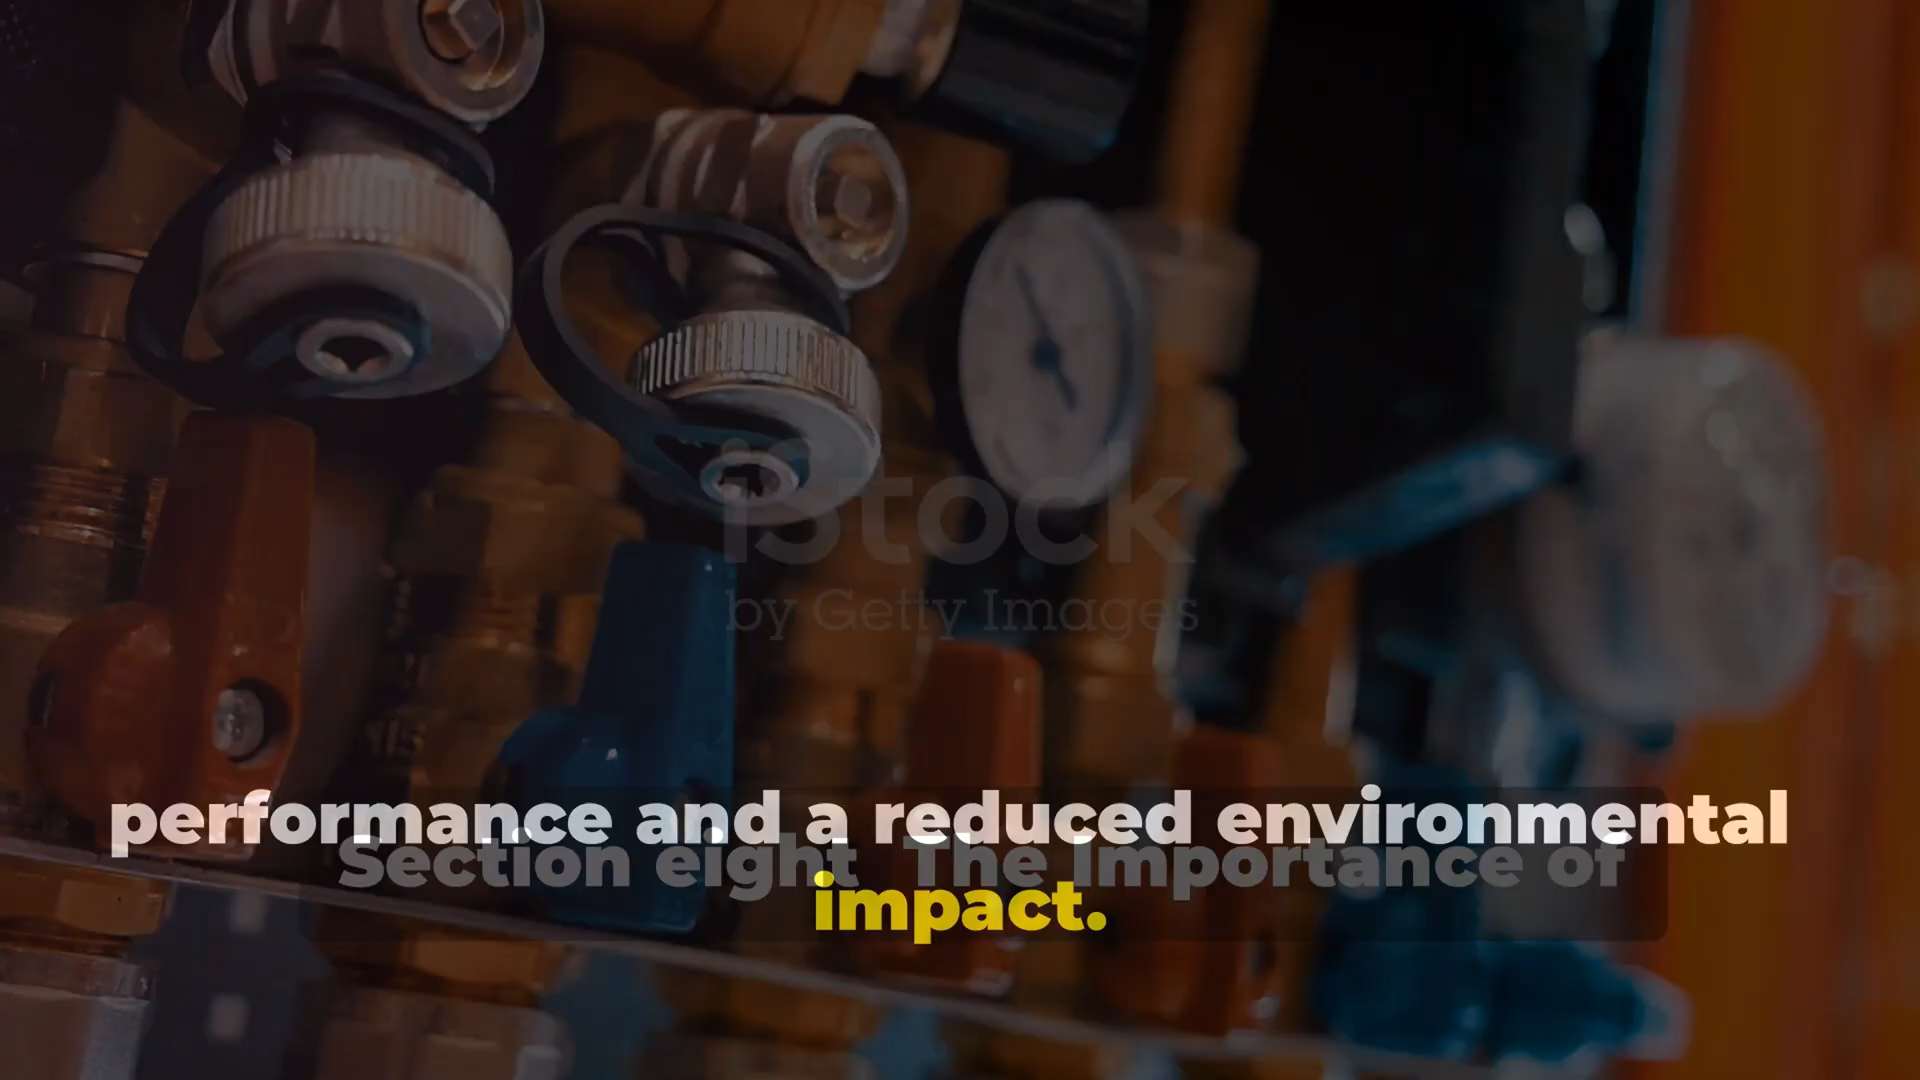 iStock
by Getty Images
performance and a reduced environmental
Section eight The Importance of
impact.